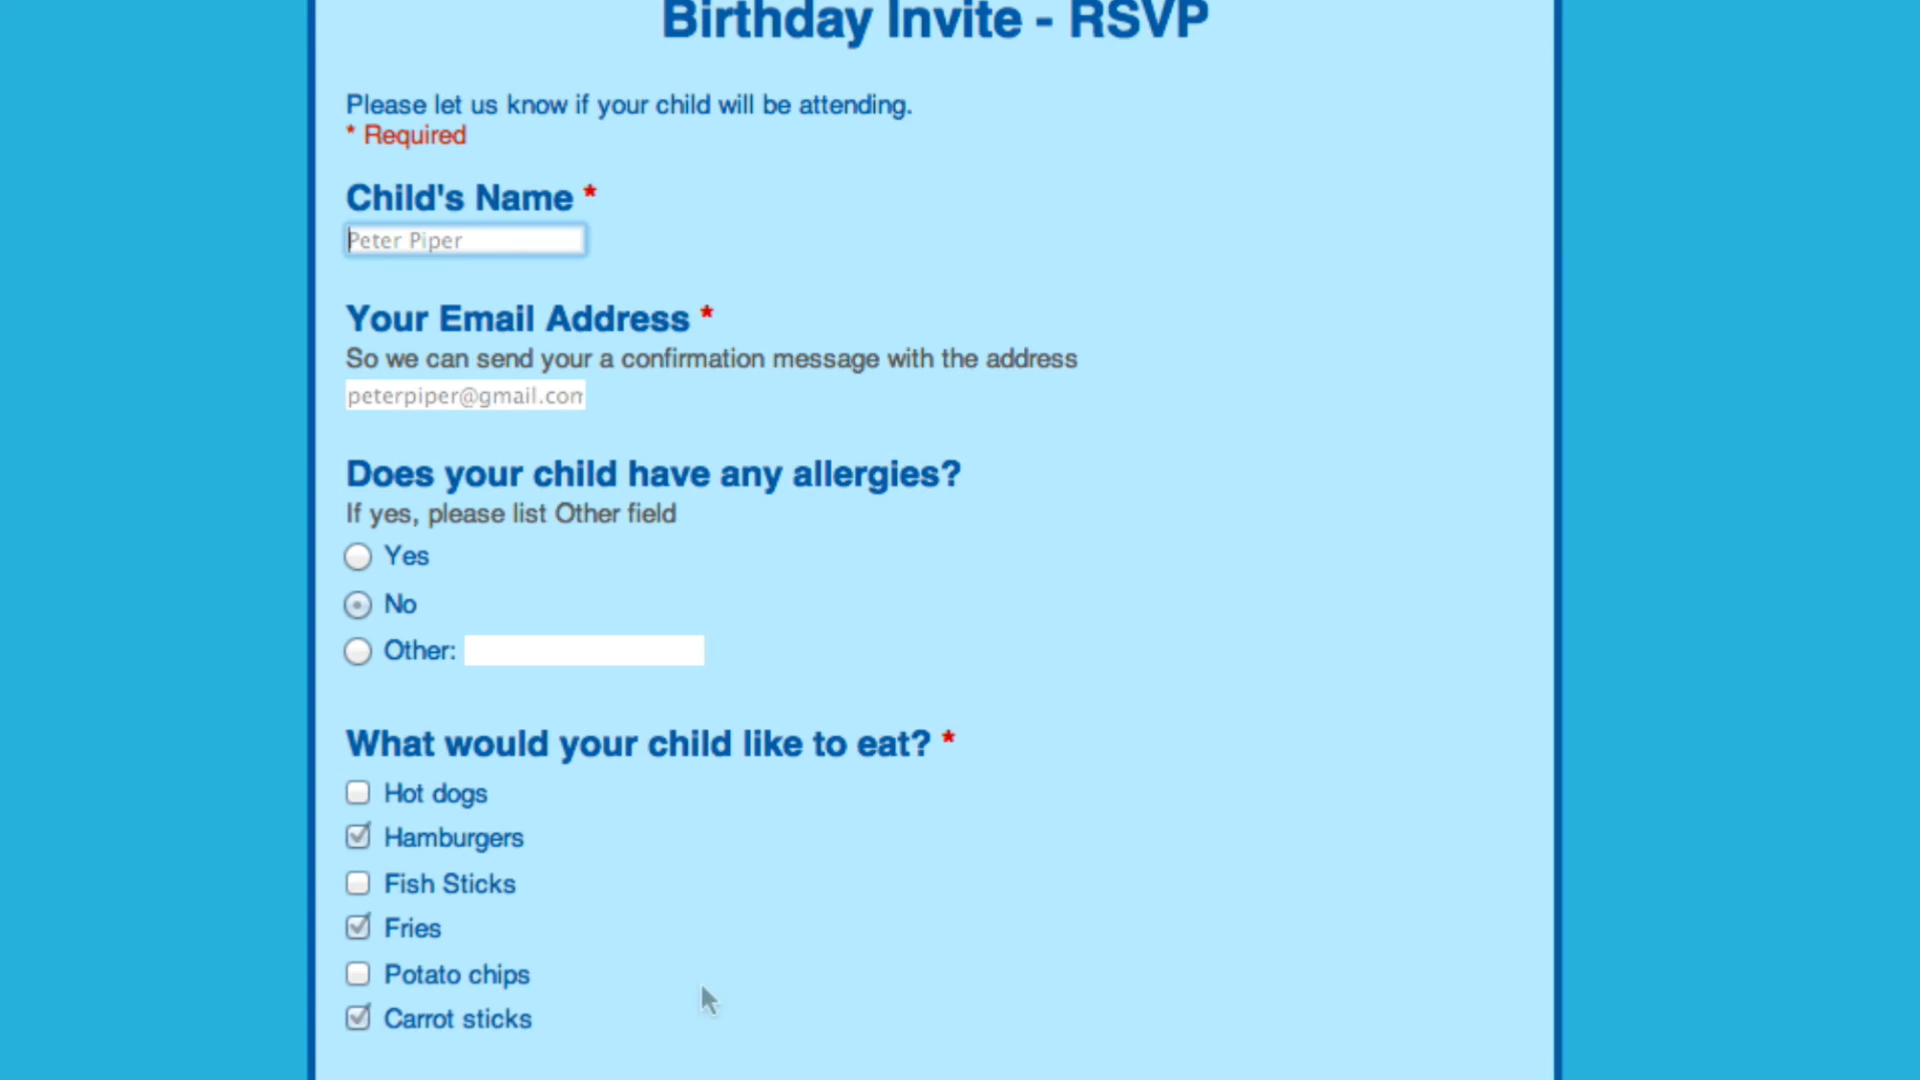 Birthday Invite - RSVP
Please let us know if your child will be attending.
* Required
Child's Name *
Peter Piper
Your Email Address *
So we can send your a confirmation message with the address
peterpiper@gmail.com
Does your child have any allergies?
If yes, please list Other field
Yes
No
Other:
What would your child like to eat? *
Hot dogs
Hamburgers
Fish Sticks
Fries
Potato chips
Carrot sticks